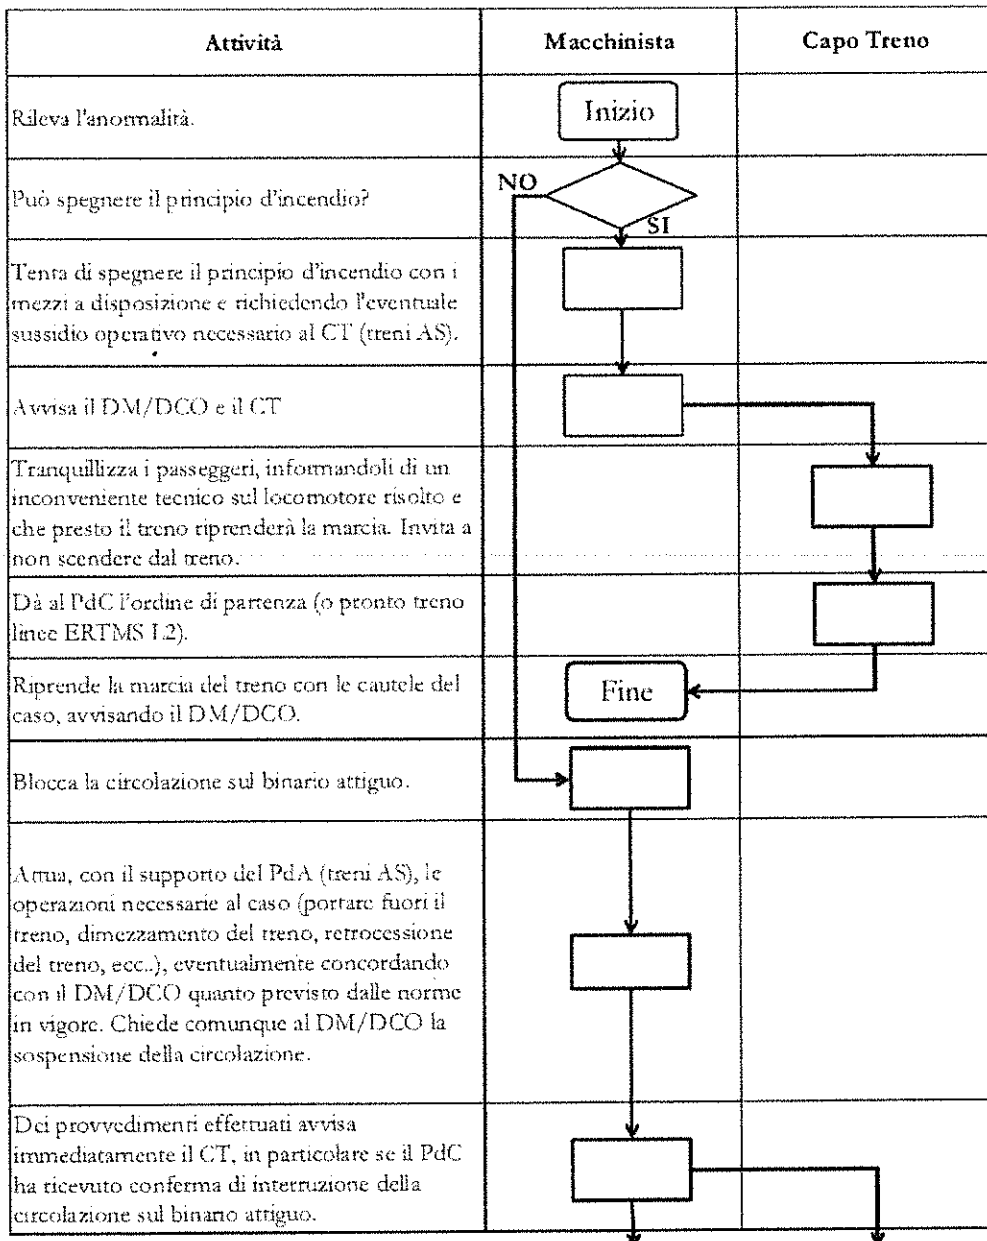 Attività
Macchinista
Capo Treno
Rileva l'anormalità.
Inizio
Può spegnere il principio d'incendio?
NO
SI
Tenta di spegnere il principio d'incendio con i
mezzi a disposizione e richiedendo l'eventuale
sussidio operativo necessario al CT (treni AS).
Avvisa il DM/DCO e il CT
Tranquillizza i passeggeri, informandoli di un
inconveniente tecnico sul locomotore risolto e
che presto il treno riprenderà la marcia. Invita a
non scendere dal treno.
Dà al PdC l'ordine di partenza (o pronto treno
linee ERTMS L2).
Riprende la marcia del treno con le cautele del
caso, avvisando il DM/DCO.
Fine
Blocca la circolazione sul binario attiguo.
Attua, con il supporto del PdA (treni AS), le
operazioni necessarie al caso (portare fuori il
treno, dimezzamento del treno, retrocessione
del treno, ecc..), eventualmente concordando
con il DM/DCO quanto previsto dalle norme
in vigore. Chiede comunque al DM/DCO la
sospensione della circolazione.
Dei provvedimenti effettuati avvisa
immediatamente il CT, in particolare se il PdC
ha ricevuto conferma di interruzione della
circolazione sul binario attiguo.